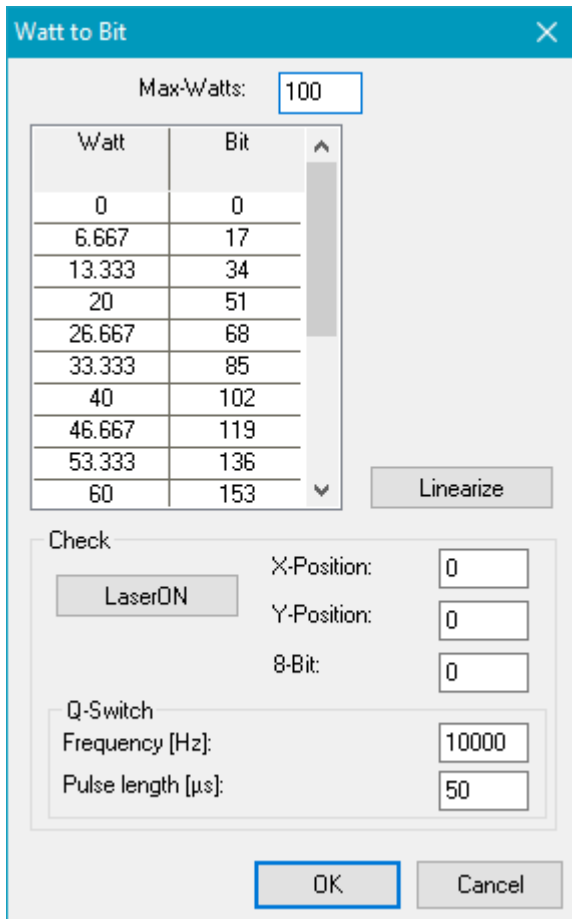 Watt to Bit
Max-Watts: 100
Watt Bit
0 0
6.667 17
13.333 34
20 51
26.667 68
33.333 85
40 102
46.667 119
53.333 136
60 153
Linearize
Check
LaserON
X-Position: 0
Y-Position: 0
8-Bit: 0
Q-Switch
Frequency [Hz]: 10000
Pulse length [µs]: 50
OK Cancel